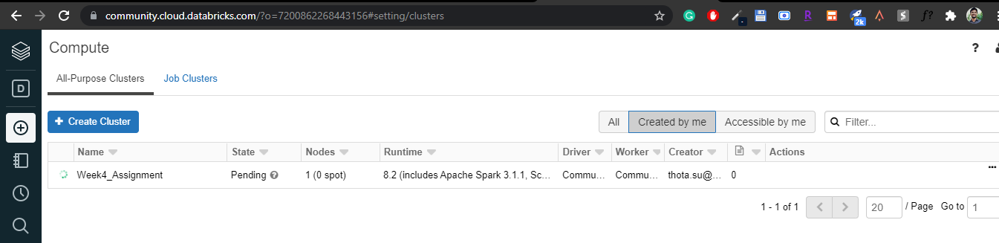 community.cloud.databricks.com/?o=7200862268443156#setting/clusters
2k
Compute
?
All-Purpose Clusters Job Clusters
D
+ Create Cluster All Created by me Accessible by me Filter...
Name State Nodes Runtime Driver Worker Creator Actions
Week4_Assignment Pending ? 1 (0 spot) 8.2 (includes Apache Spark 3.1.1, Sc... Commu... Commu... thota.su@... 0 ...
1 - 1 of 1 < > 20 / Page Go to 1